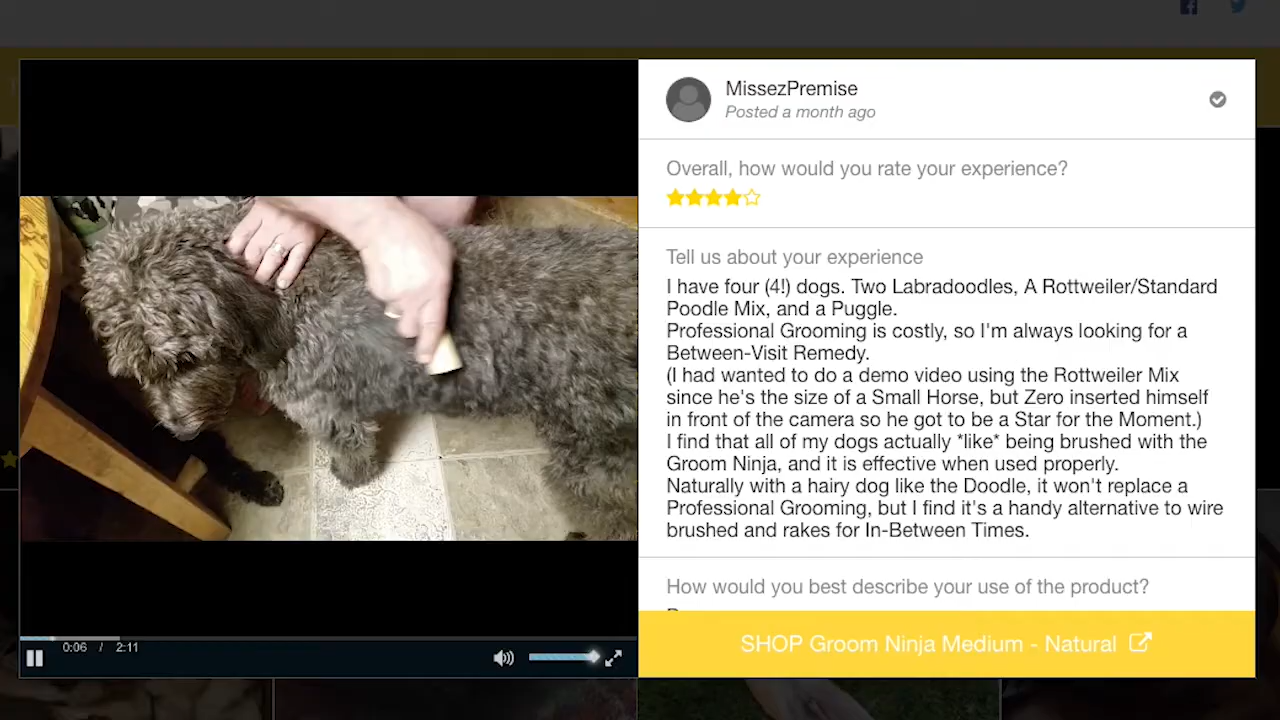 MissezPremise
Posted a month ago
Overall, how would you rate your experience?
Tell us about your experience
I have four (4!) dogs. Two Labradoodles, A Rottweiler/Standard
Poodle Mix, and a Puggle.
Professional Grooming is costly, so I'm always looking for a
Between-Visit Remedy.
(I had wanted to do a demo video using the Rottweiler Mix
since he's the size of a Small Horse, but Zero inserted himself
in front of the camera so he got to be a Star for the Moment.)
I find that all of my dogs actually *like* being brushed with the
Groom Ninja, and it is effective when used properly.
Naturally with a hairy dog like the Doodle, it won't replace a
Professional Grooming, but I find it's a handy alternative to wire
brushed and rakes for In-Between Times.
How would you best describe your use of the product?
SHOP Groom Ninja Medium - Natural
0:06 / 2:11